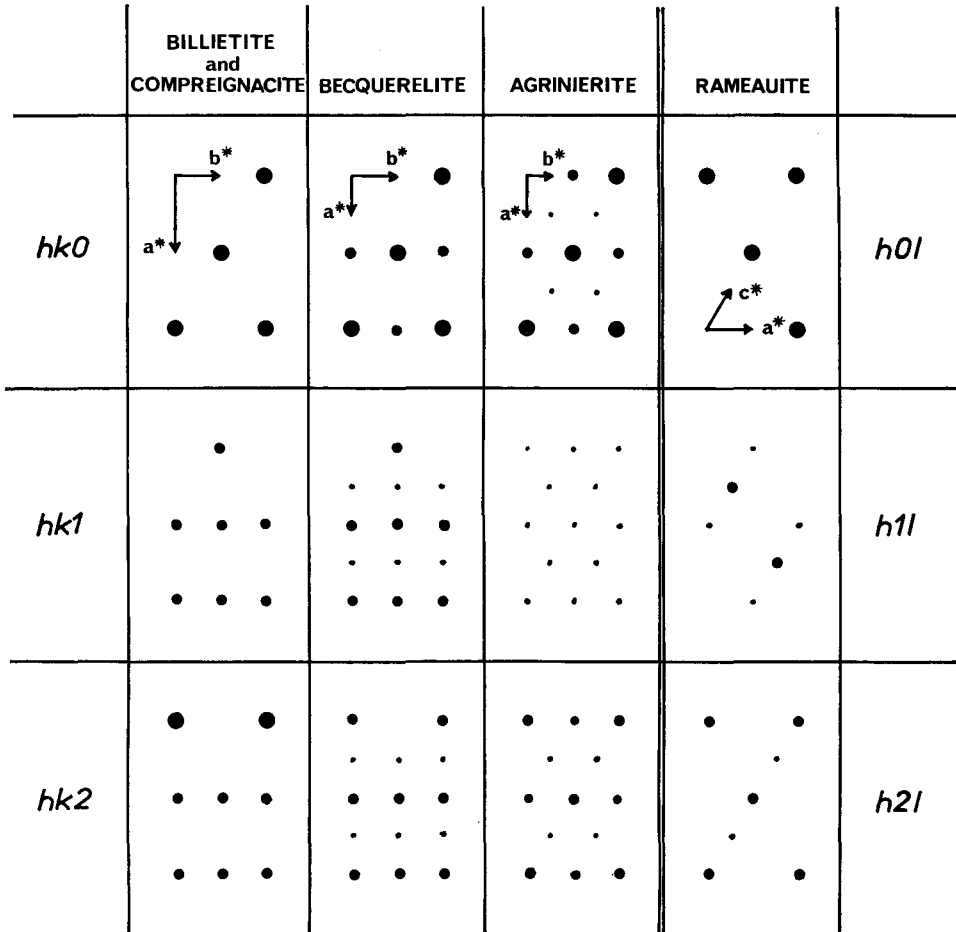 BILLIETITE
and
COMPREIGNACITE
BECQUERELITE
AGRINIERITE
RAMEAUITE
hk0
b*
a*
b*
a*
b*
a*
c*
a*
h0l
hk1
h1l
hk2
h2l